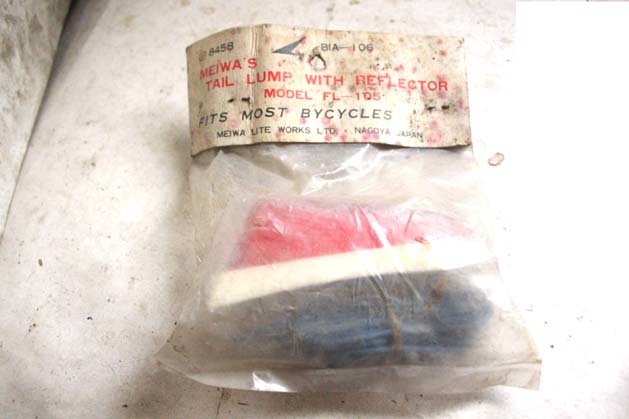 8458
BIA-106
MEIWA'S
TAIL LUMP WITH REFLECTOR
MODEL FL-105
FITS MOST BYCYCLES
MEIWA LITE WORKS LTD. · NAGOYA JAPAN